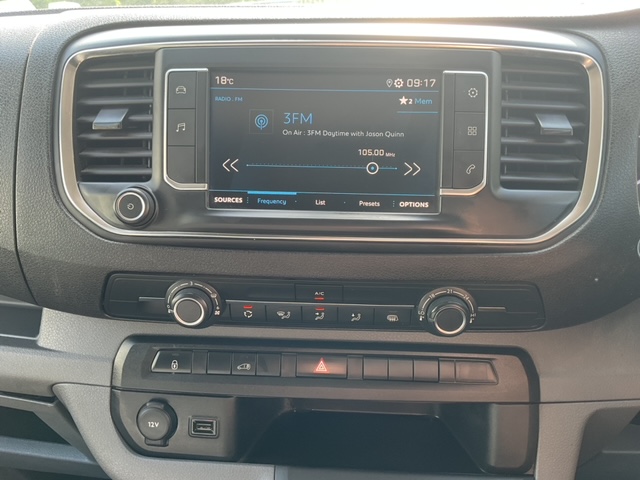 18°C
09:17
RADIO . FM
2 Mem
3FM
On Air : 3FM Daytime with Jason Quinn
105.00 MHz
SOURCES Frequency List Presets OPTIONS
A/C
21
12V